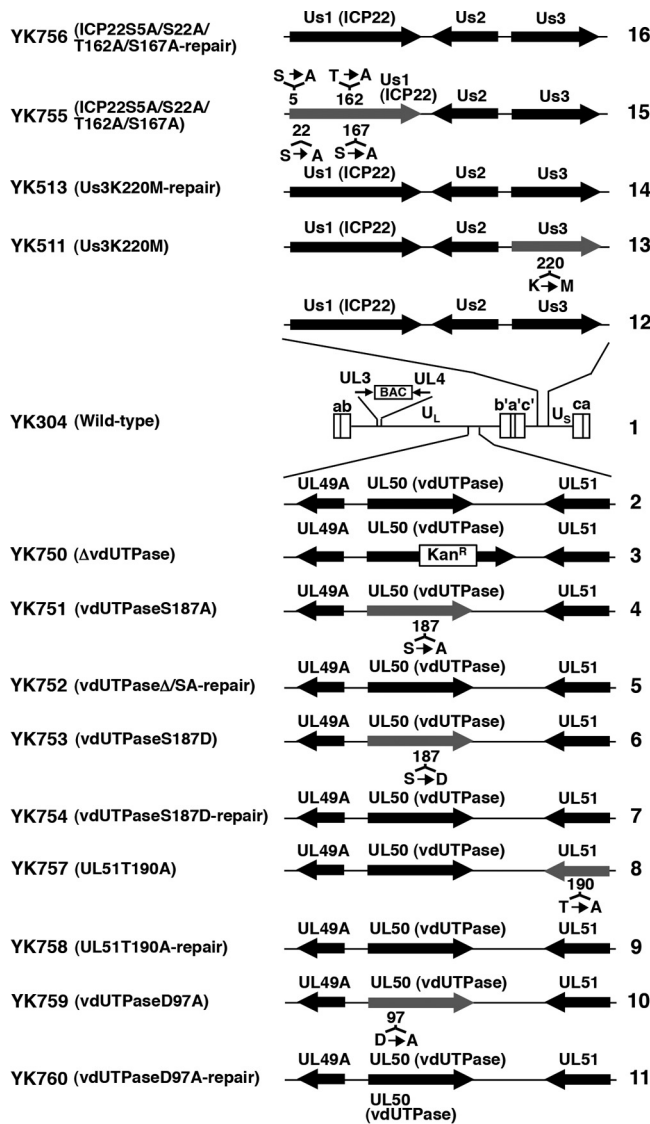 YK756 (ICP22S5A/S22A/T162A/S167A-repair) Us1 (ICP22) Us2 Us3 16
S→A T→A Us1 (ICP22)
YK755 (ICP22S5A/S22A/T162A/S167A) 5 162 Us2 Us3 15
22 167
S→A S→A
YK513 (Us3K220M-repair) Us1 (ICP22) Us2 Us3 14
YK511 (Us3K220M) Us1 (ICP22) Us2 Us3 13
220
K→M
Us1 (ICP22) Us2 Us3 12
UL3 BAC UL4
YK304 (Wild-type) ab UL b'a'c' US ca 1
UL49A UL50 (vdUTPase) UL51 2
UL49A UL50 (vdUTPase) UL51
YK750 (ΔvdUTPase) KanR 3
YK751 (vdUTPaseS187A) UL49A UL50 (vdUTPase) UL51 4
187
S→A
YK752 (vdUTPaseΔ/SA-repair) UL49A UL50 (vdUTPase) UL51 5
YK753 (vdUTPaseS187D) UL49A UL50 (vdUTPase) UL51 6
187
S→D
YK754 (vdUTPaseS187D-repair) UL49A UL50 (vdUTPase) UL51 7
YK757 (UL51T190A) UL49A UL50 (vdUTPase) UL51 8
190
T→A
YK758 (UL51T190A-repair) UL49A UL50 (vdUTPase) UL51 9
YK759 (vdUTPaseD97A) UL49A UL50 (vdUTPase) UL51 10
97
D→A
YK760 (vdUTPaseD97A-repair) UL49A UL50 (vdUTPase) UL51 11
UL50
(vdUTPase)